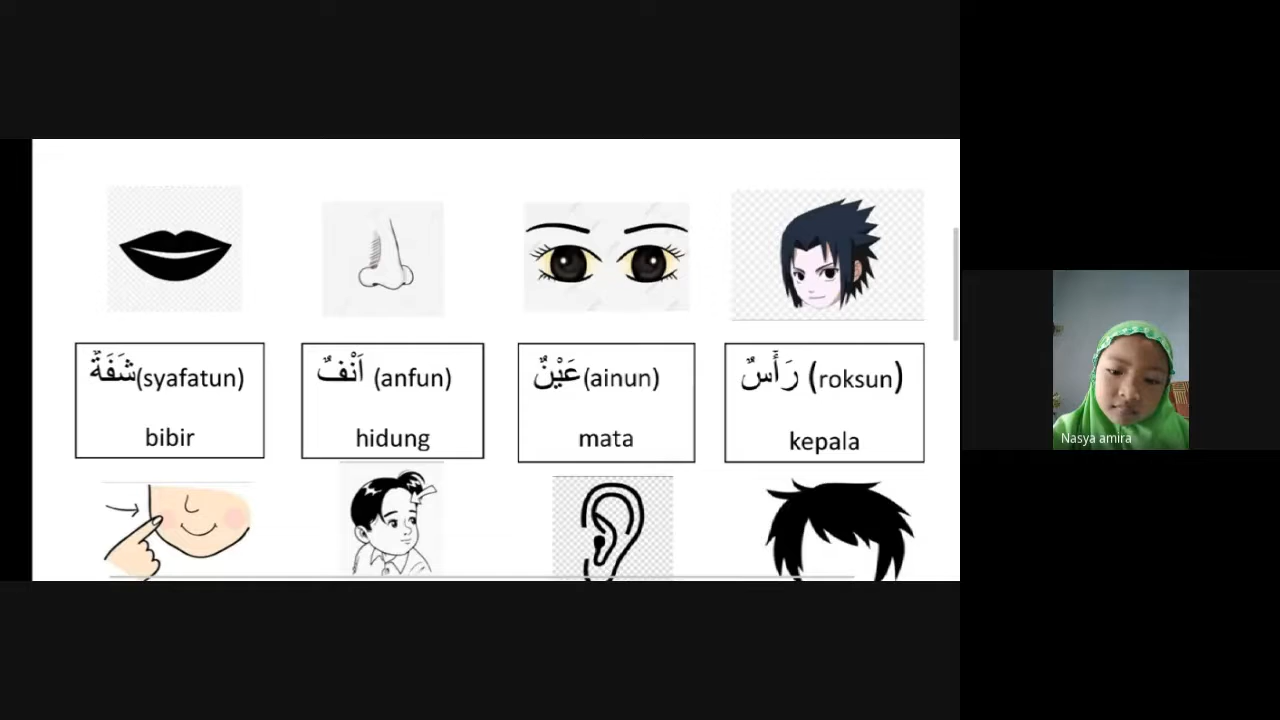 شَفَةٌ(syafatun)
bibir
اَنْفٌ (anfun)
hidung
عَيْنٌ(ainun)
mata
رَأْسٌ (roksun)
kepala
Nasya amira